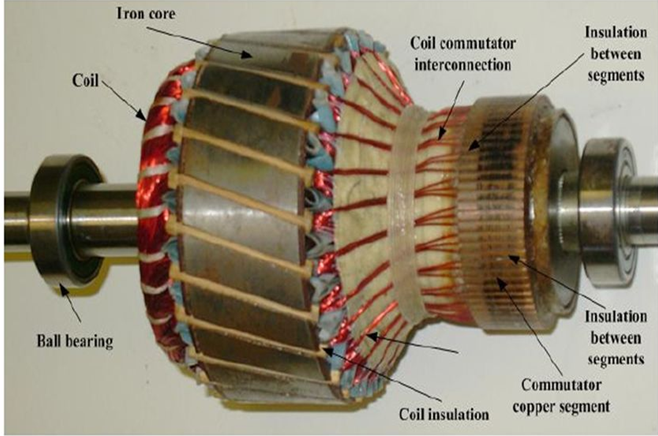 Iron core
Coil
Coil commutator
interconnection
Insulation
between
segments
Ball bearing
Coil insulation
Insulation
between
segments
Commutator
copper segment